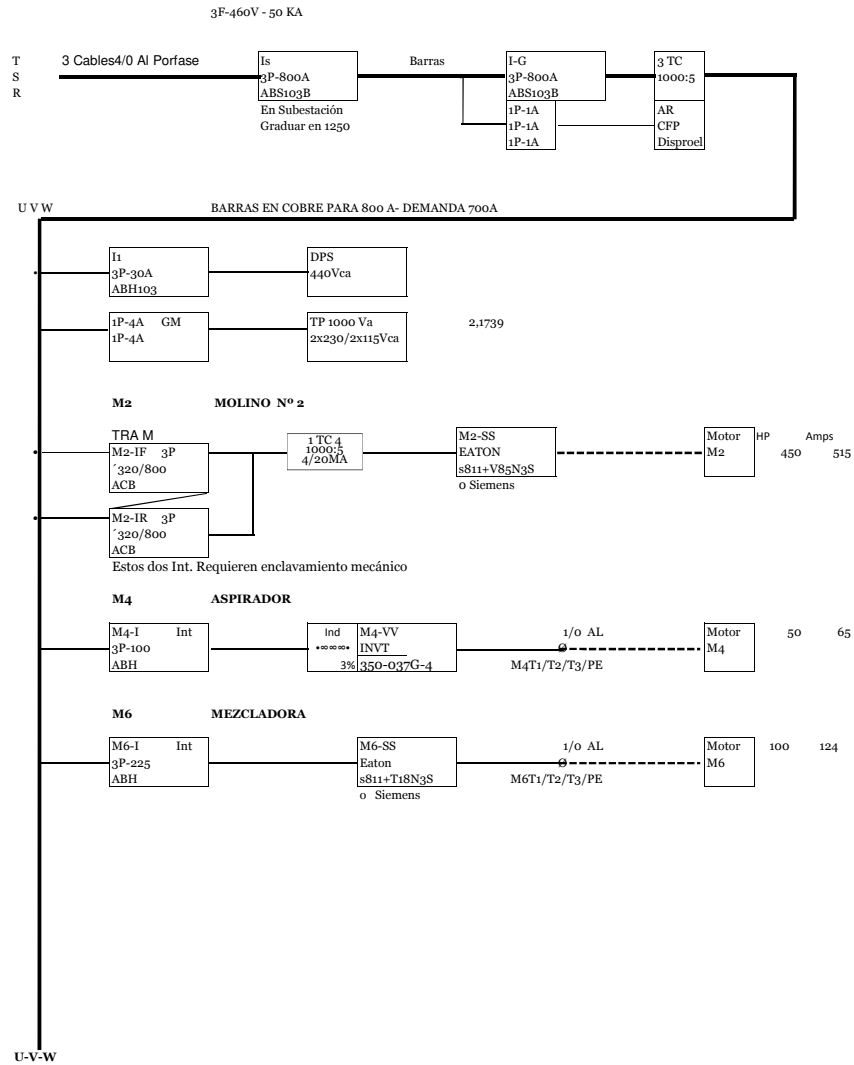 3F-460V - 50 KA
T
S
R
3 Cables4/0 Al Porfase
Is
3P-800A
ABS103B
En Subestación
Graduar en 1250
Barras
I-G
3P-800A
ABS103B
1P-1A
1P-1A
1P-1A
3 TC
1000:5
AR
CFP
Disproel
U V W
BARRAS EN COBRE PARA 800 A- DEMANDA 700A
I1
3P-30A
ABH103
DPS
440Vca
1P-4A GM
1P-4A
TP 1000 Va
2x230/2x115Vca
2,1739
M2 MOLINO Nº 2
TRA M
M2-IF 3P
´320/800
ACB
1 TC 4
1000:5
4/20MA
M2-SS
EATON
s811+V85N3S
o Siemens
Motor
M2
HP Amps
450 515
M2-IR 3P
´320/800
ACB
Estos dos Int. Requieren enclavamiento mecánico
M4 ASPIRADOR
M4-I Int
3P-100
ABH
Ind
•∞∞∞•
3%
M4-VV
INVT
350-037G-4
1/0 AL
Ø
M4T1/T2/T3/PE
Motor
M4
50 65
M6 MEZCLADORA
M6-I Int
3P-225
ABH
M6-SS
Eaton
s811+T18N3S
o Siemens
1/0 AL
Ø
M6T1/T2/T3/PE
Motor
M6
100 124
U-V-W